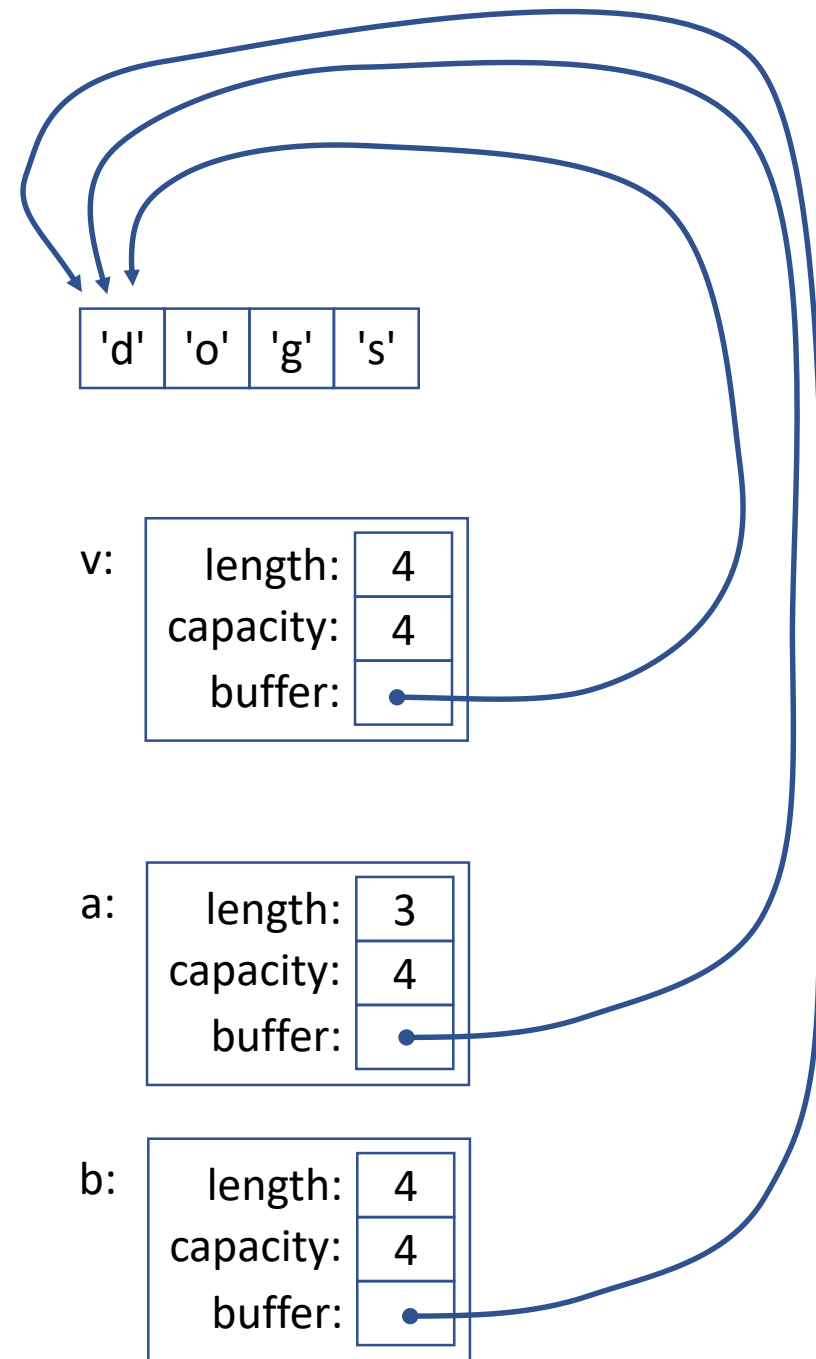 'd' 'o' 'g' 's'
v:
length: 4
capacity: 4
buffer:
a:
length: 3
capacity: 4
buffer:
b:
length: 4
capacity: 4
buffer: